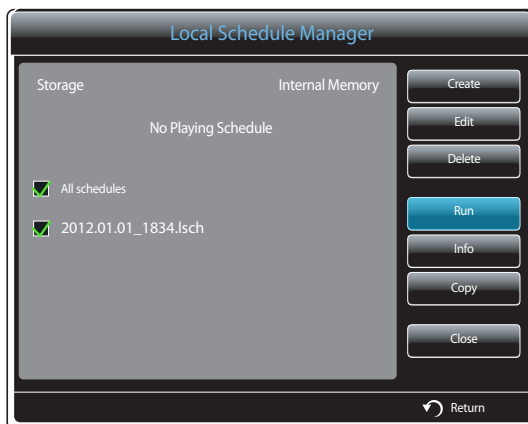 Local Schedule Manager
Storage Internal Memory
No Playing Schedule
All schedules
2012.01.01_1834.lsch
Create
Edit
Delete
Run
Info
Copy
Close
Return